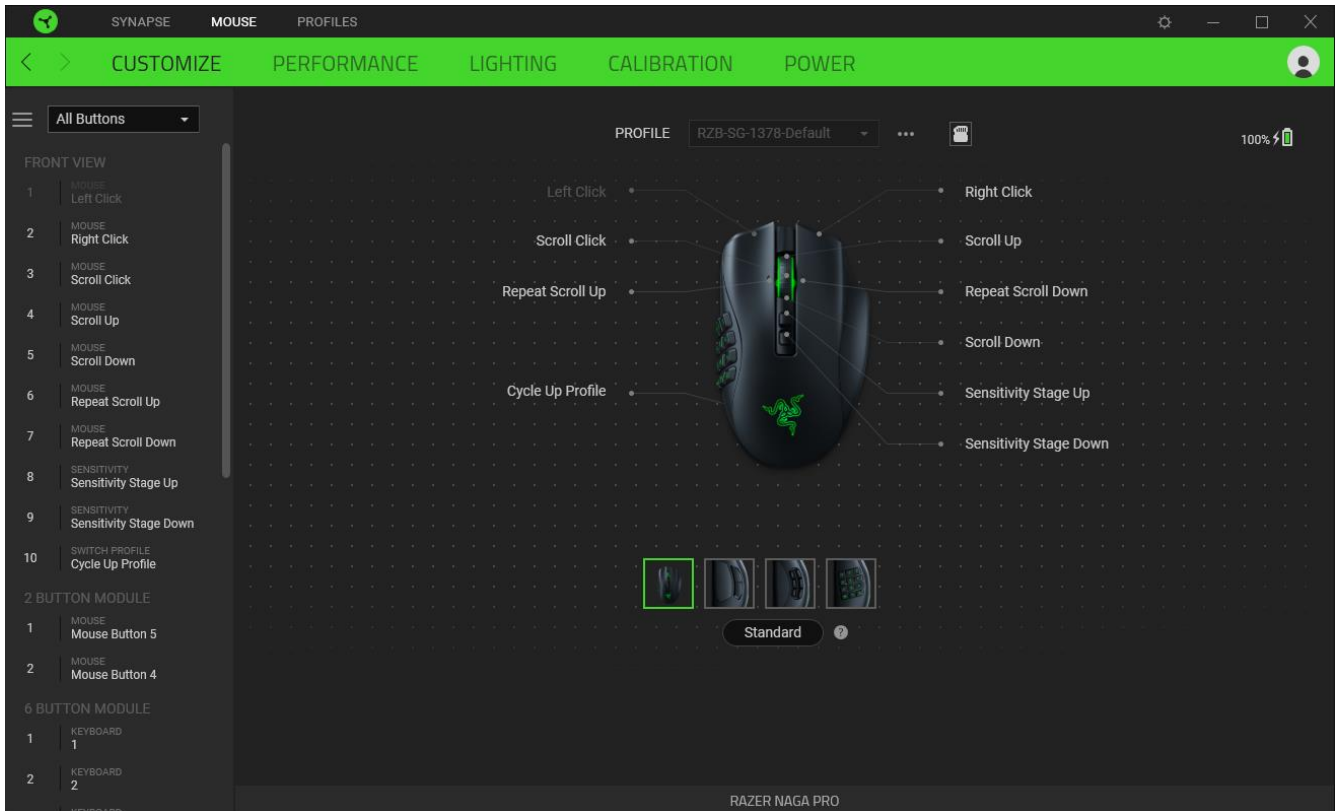 SYNAPSE MOUSE PROFILES
CUSTOMIZE PERFORMANCE LIGHTING CALIBRATION POWER
All Buttons
PROFILE RZB-SG-1378-Default
100%
FRONT VIEW
1 MOUSE
Left Click
2 MOUSE
Right Click
3 MOUSE
Scroll Click
4 MOUSE
Scroll Up
5 MOUSE
Scroll Down
6 MOUSE
Repeat Scroll Up
7 MOUSE
Repeat Scroll Down
8 SENSITIVITY
Sensitivity Stage Up
9 SENSITIVITY
Sensitivity Stage Down
10 SWITCH PROFILE
Cycle Up Profile
2 BUTTON MODULE
1 MOUSE
Mouse Button 5
2 MOUSE
Mouse Button 4
6 BUTTON MODULE
1 KEYBOARD
1
2 KEYBOARD
2
Left Click
Scroll Click
Repeat Scroll Up
Cycle Up Profile
Right Click
Scroll Up
Repeat Scroll Down
Scroll Down
Sensitivity Stage Up
Sensitivity Stage Down
Standard ?
RAZER NAGA PRO